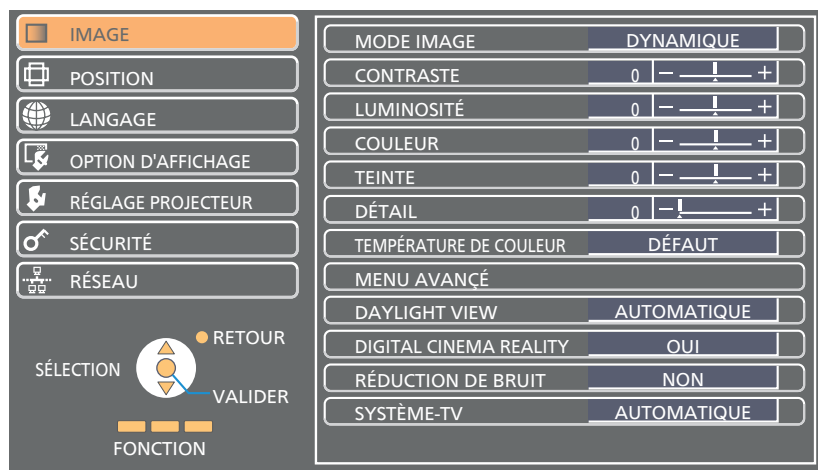 IMAGE
POSITION
LANGAGE
OPTION D'AFFICHAGE
RÉGLAGE PROJECTEUR
SÉCURITÉ
RÉSEAU
RETOUR
SÉLECTION
VALIDER
FONCTION
MODE IMAGE DYNAMIQUE
CONTRASTE 0 − +
LUMINOSITÉ 0 − +
COULEUR 0 − +
TEINTE 0 − +
DÉTAIL 0 − +
TEMPÉRATURE DE COULEUR DÉFAUT
MENU AVANÇÉ
DAYLIGHT VIEW AUTOMATIQUE
DIGITAL CINEMA REALITY OUI
RÉDUCTION DE BRUIT NON
SYSTÈME-TV AUTOMATIQUE